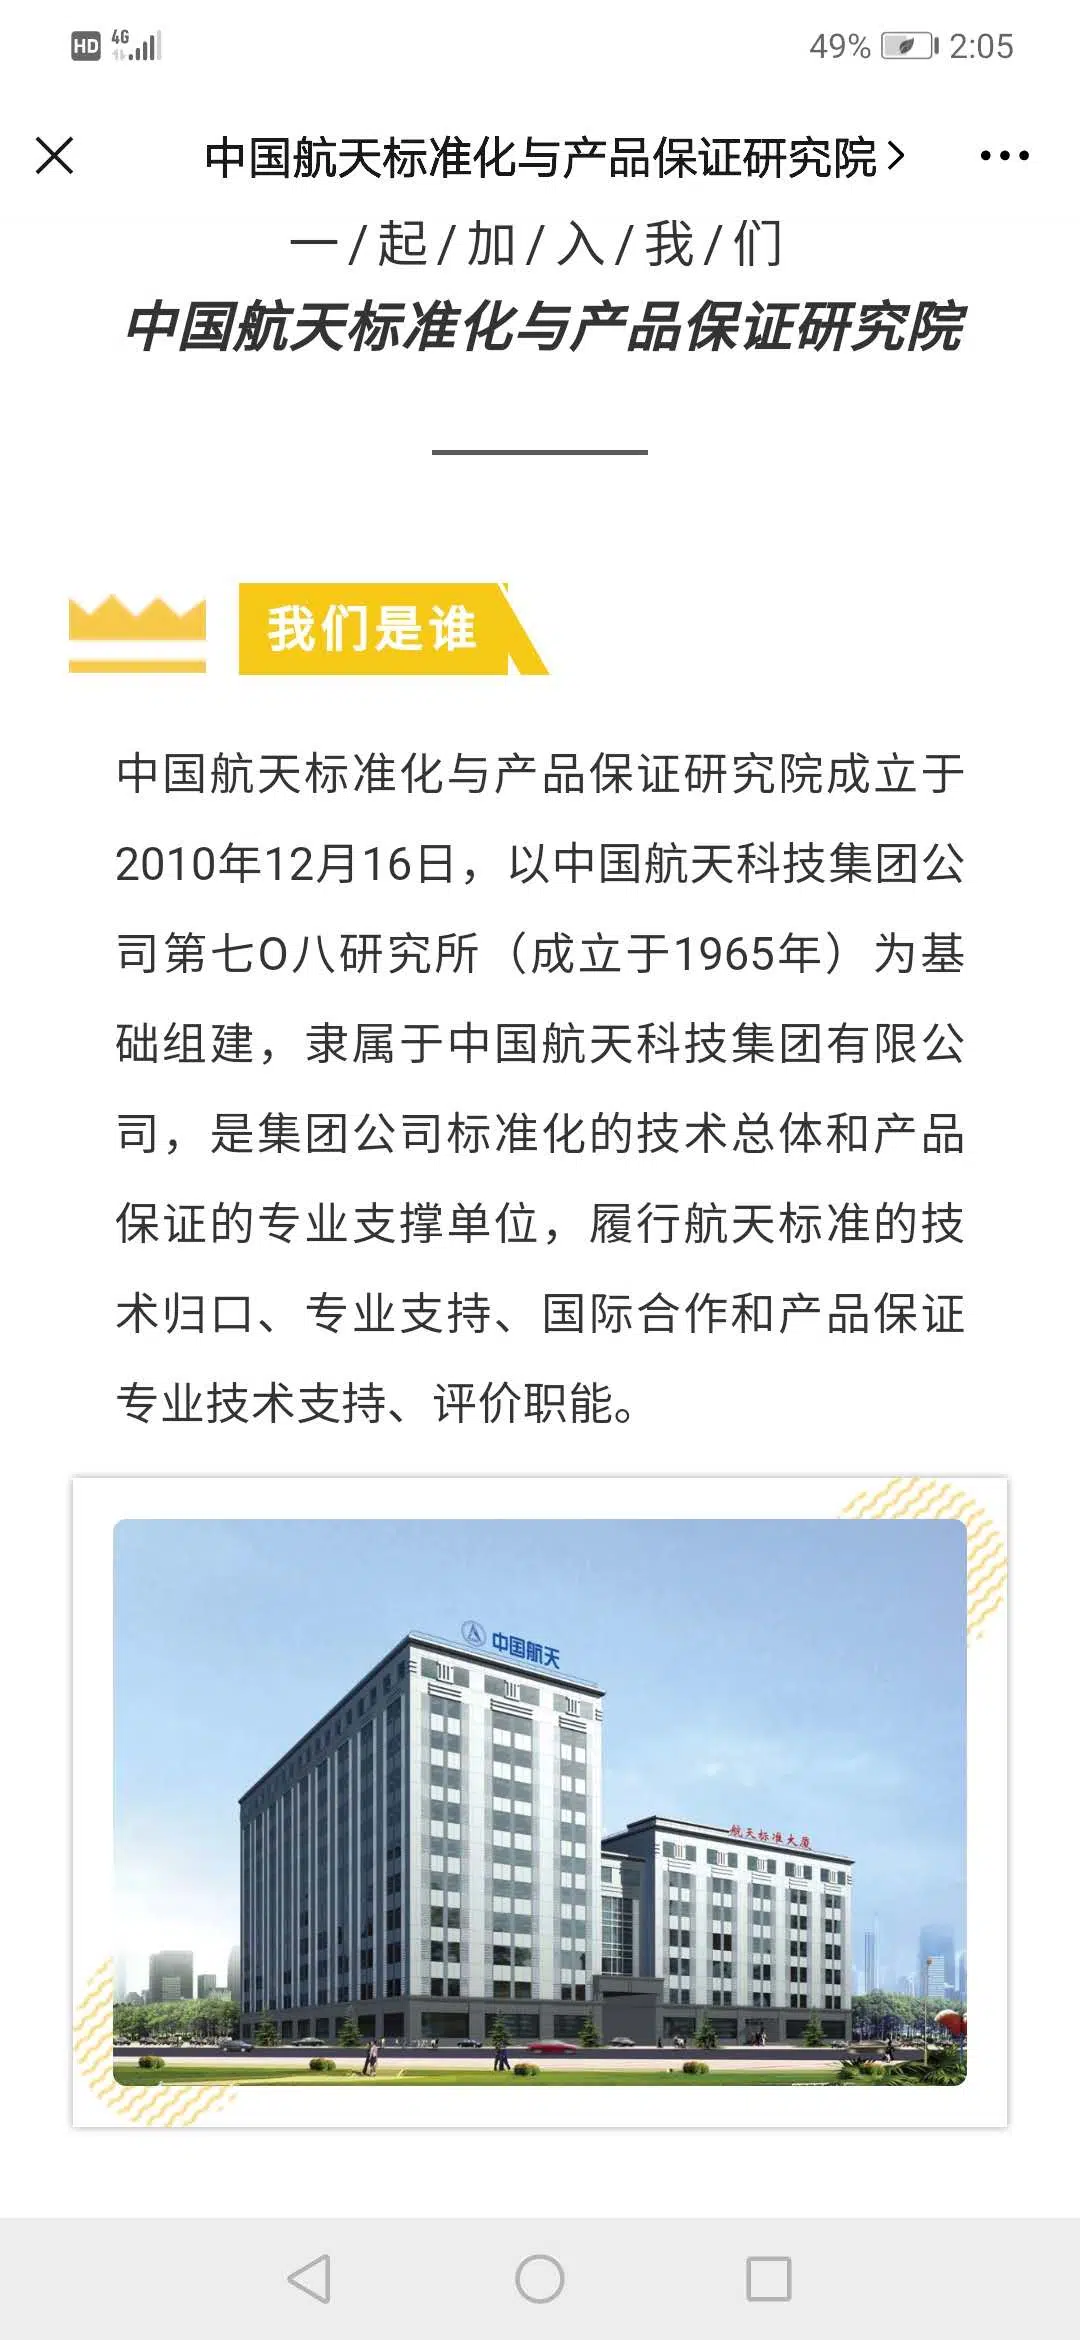 HD 4G 49% 2:05
中国航天标准化与产品保证研究院
一/起/加/入/我/们
中国航天标准化与产品保证研究院
我们是谁
中国航天标准化与产品保证研究院成立于
2010年12月16日，以中国航天科技集团公
司第七O八研究所（成立于1965年）为基
础组建，隶属于中国航天科技集团有限公
司，是集团公司标准化的技术总体和产品
保证的专业支撑单位，履行航天标准的技
术归口、专业支持、国际合作和产品保证
专业技术支持、评价职能。
中国航天
航天标准大厦